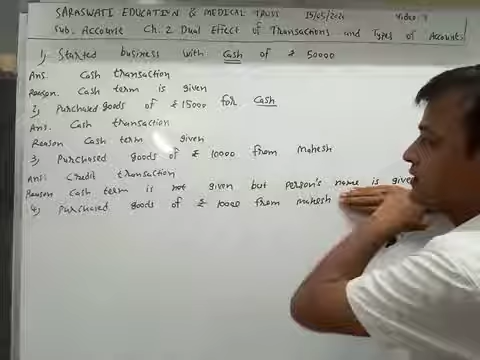 SARASWATI EDUCATION & MEDICAL TRUST 15/05/2021 Video: 3
Sub. Account Ch. 2 Dual Effect of Transactions and Types of Account.
1) Started business with Cash of ₹ 50000
Ans. Cash transaction
Reason. Cash term is given
2) Purchased goods of ₹ 15000 for Cash
Ans. Cash transaction
Reason Cash term given
3) Purchased goods of ₹ 10000 from Mahesh
Ans: Credit transaction
Reason Cash term is not given but person's name is given
4) Purchased goods of ₹ 10000 from Mahesh